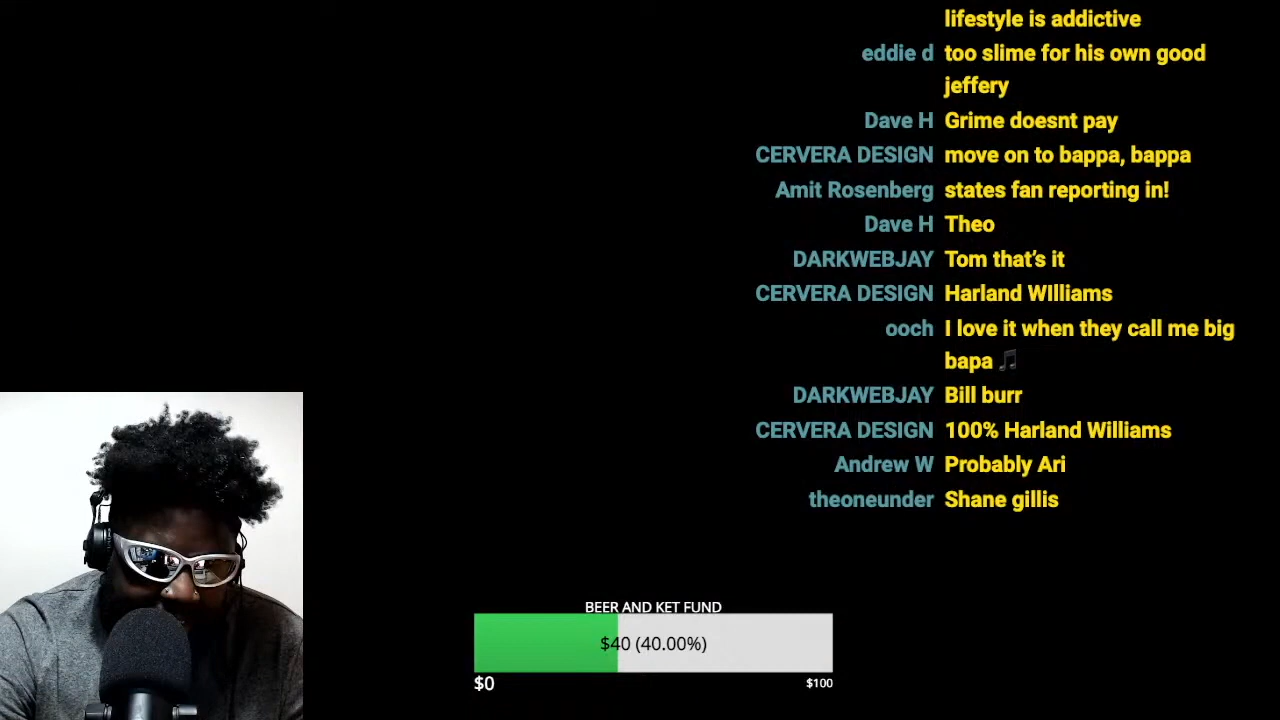 lifestyle is addictive
eddie d too slime for his own good
jeffery
Dave H Grime doesnt pay
CERVERA DESIGN move on to bappa, bappa
Amit Rosenberg states fan reporting in!
Dave H Theo
DARKWEBJAY Tom that’s it
CERVERA DESIGN Harland WIlliams
ooch I love it when they call me big
bapa 🎵
DARKWEBJAY Bill burr
CERVERA DESIGN 100% Harland Williams
Andrew W Probably Ari
theoneunder Shane gillis
BEER AND KET FUND
$40 (40.00%)
$0 $100